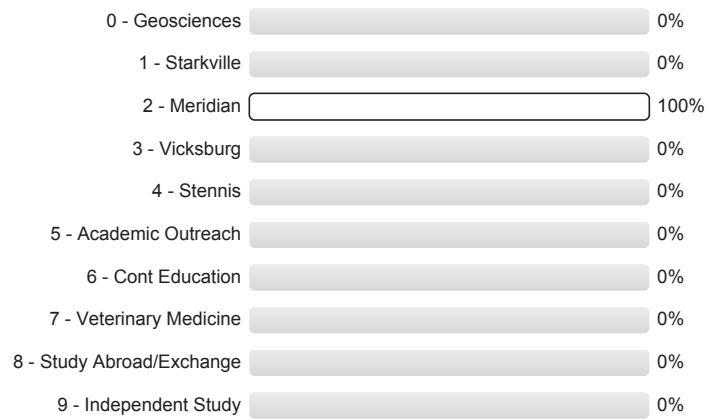 0 - Geosciences 0%
1 - Starkville 0%
2 - Meridian 100%
3 - Vicksburg 0%
4 - Stennis 0%
5 - Academic Outreach 0%
6 - Cont Education 0%
7 - Veterinary Medicine 0%
8 - Study Abroad/Exchange 0%
9 - Independent Study 0%